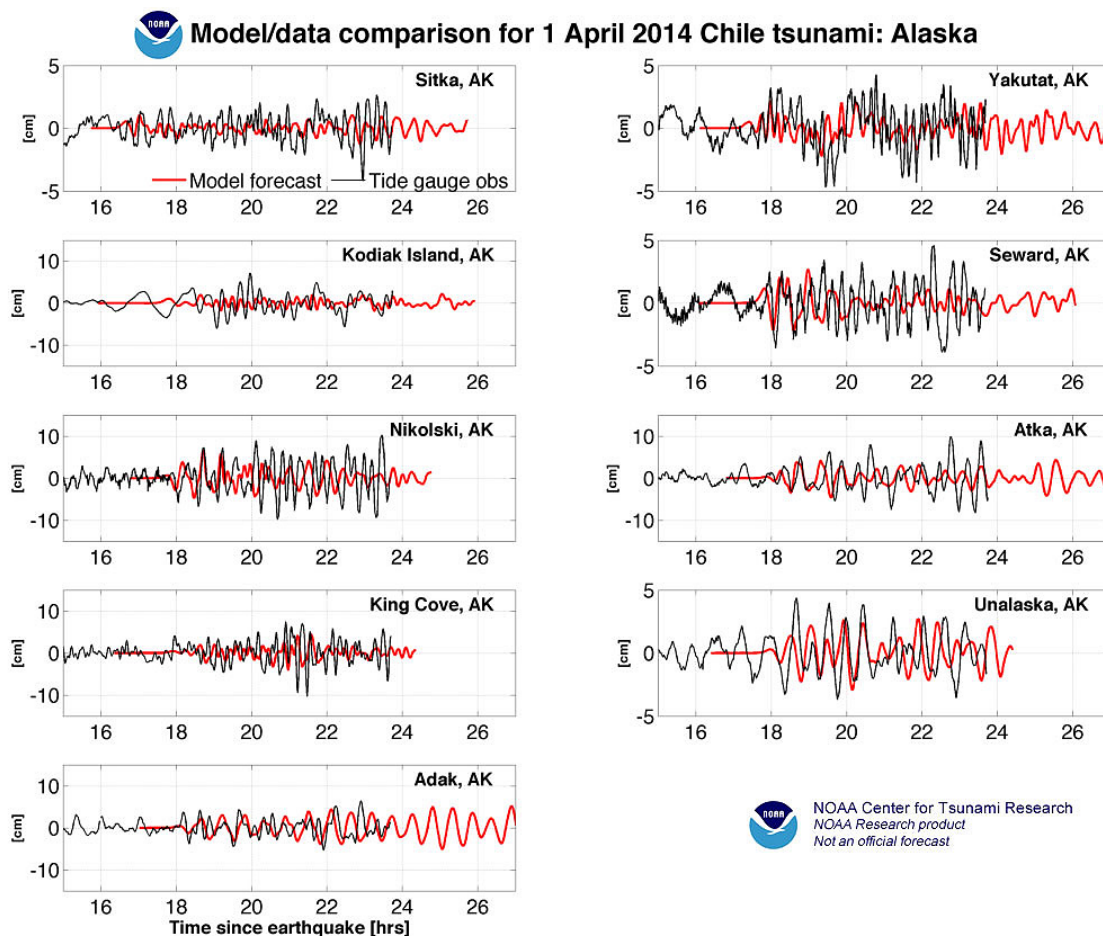 NOAA
Model/data comparison for 1 April 2014 Chile tsunami: Alaska
5
0
-5
[cm]
Sitka, AK
Model forecast Tide gauge obs
16 18 20 22 24 26
5
0
-5
[cm]
Yakutat, AK
16 18 20 22 24 26
10
0
-10
[cm]
Kodiak Island, AK
16 18 20 22 24 26
5
0
-5
[cm]
Seward, AK
16 18 20 22 24 26
10
0
-10
[cm]
Nikolski, AK
16 18 20 22 24 26
10
0
-10
[cm]
Atka, AK
16 18 20 22 24 26
10
0
-10
[cm]
King Cove, AK
16 18 20 22 24 26
5
0
-5
[cm]
Unalaska, AK
16 18 20 22 24 26
10
0
-10
[cm]
Adak, AK
16 18 20 22 24 26
Time since earthquake [hrs]
NOAA
NOAA Center for Tsunami Research
NOAA Research product
Not an official forecast